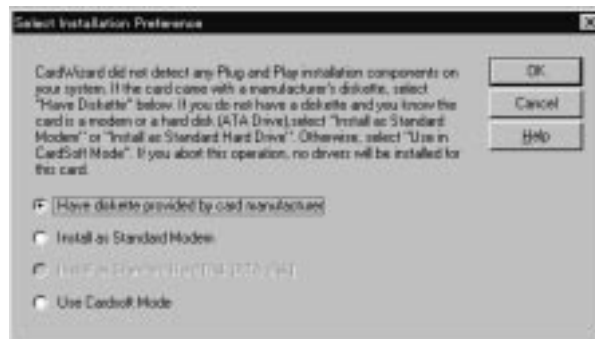 Select Installation Preference
CardWizard did not detect any Plug and Play installation components on
your system. If the card came with a manufacturer's diskette, select
"Have Diskette" below. If you do not have a diskette and you know the
card is a modem or a hard disk (ATA Drive),select "Install as Standard
Modem" or "Install as Standard Hard Drive". Otherwise, select "Use in
CardSoft Mode". If you abort this operation, no drivers will be installed for
this card.
OK
Cancel
Help
Have diskette provided by card manufacturer
Install as Standard Modem
Install as Standard
Use Cardsoft Mode